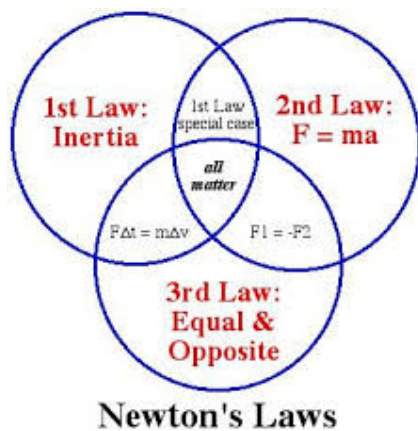 1st Law:
Inertia
1st Law
special case
2nd Law:
F = ma
all
matter
FΔt = mΔv
F1 = -F2
3rd Law:
Equal &
Opposite
Newton's Laws